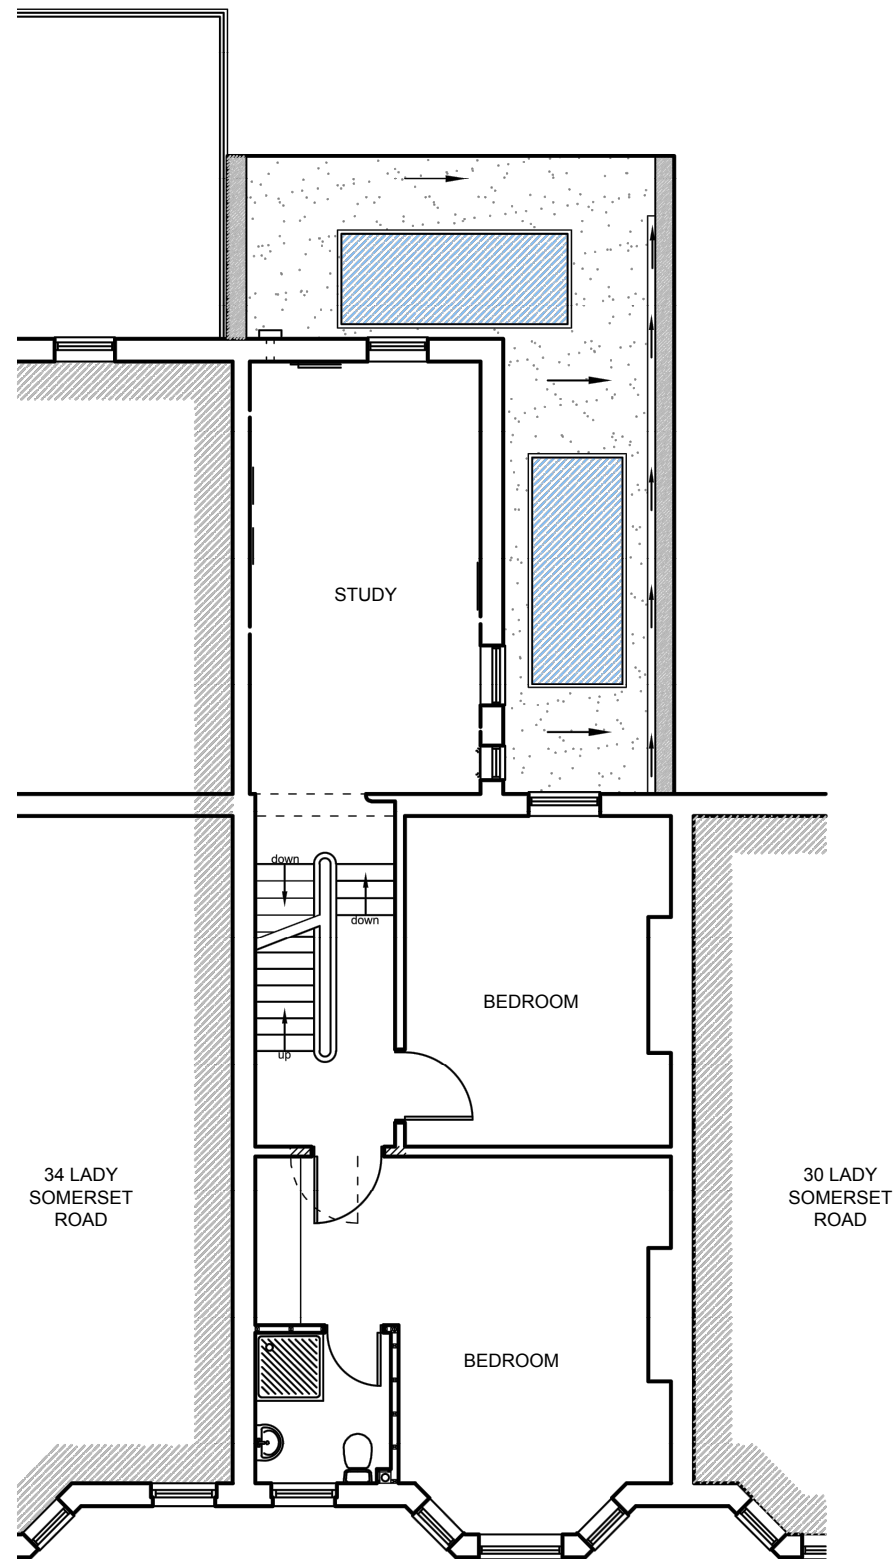 STUDY
down
down
BEDROOM
up
34 LADY
SOMERSET
ROAD
30 LADY
SOMERSET
ROAD
BEDROOM